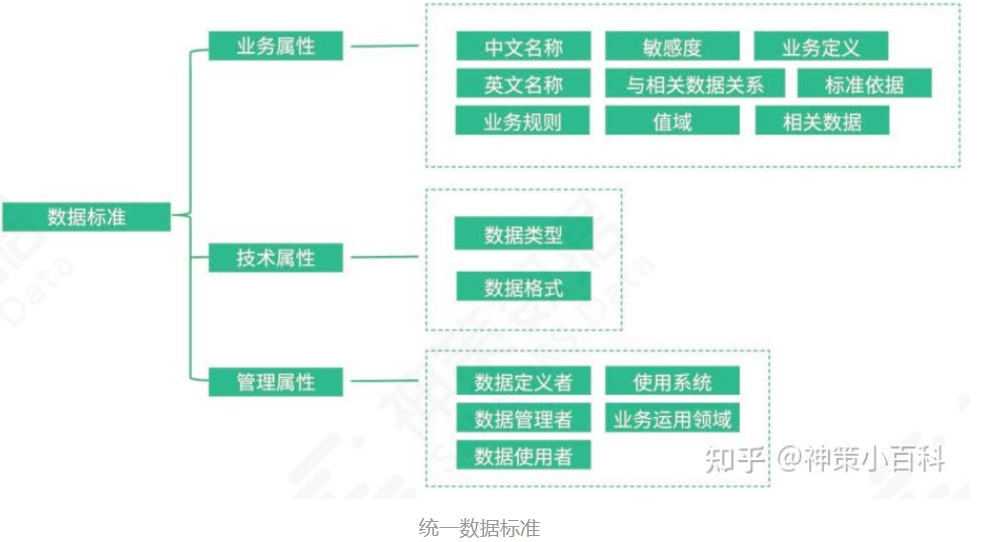 业务属性
中文名称 敏感度 业务定义
英文名称 与相关数据关系 标准依据
业务规则 值域 相关数据
数据标准
技术属性
数据类型
数据格式
管理属性
数据定义者 使用系统
数据管理者 业务运用领域
数据使用者
知乎 @神策小百科
统一数据标准